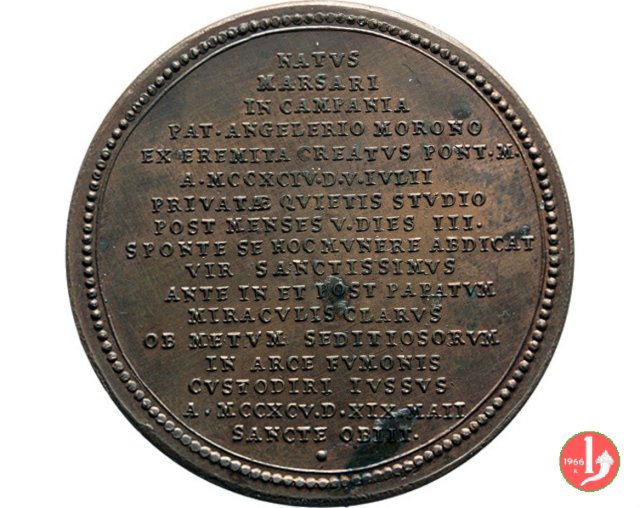 NATVS
MARSARI
IN CAMPANIA
PAT·ANGELERIO MORONO
EX EREMITA CREATVS PONT·M·
A·MCCXCIV·D·V·IVLII
PRIVATÆ QVIETIS STVDIO
POST MENSES V·DIES III·
SPONTE SE HOC MVNERE ABDICAT
VIR SANCTISSIMVS
ANTE IN ET POST PAPATVM
MIRACVLIS CLARVS
OB METVM SEDITIOSORVM
IN ARCE FVMONIS
CVSTODIRI IVSSVS
A·MCCXCV·D·XIX·MAII
SANCTE OBIIT·
1966